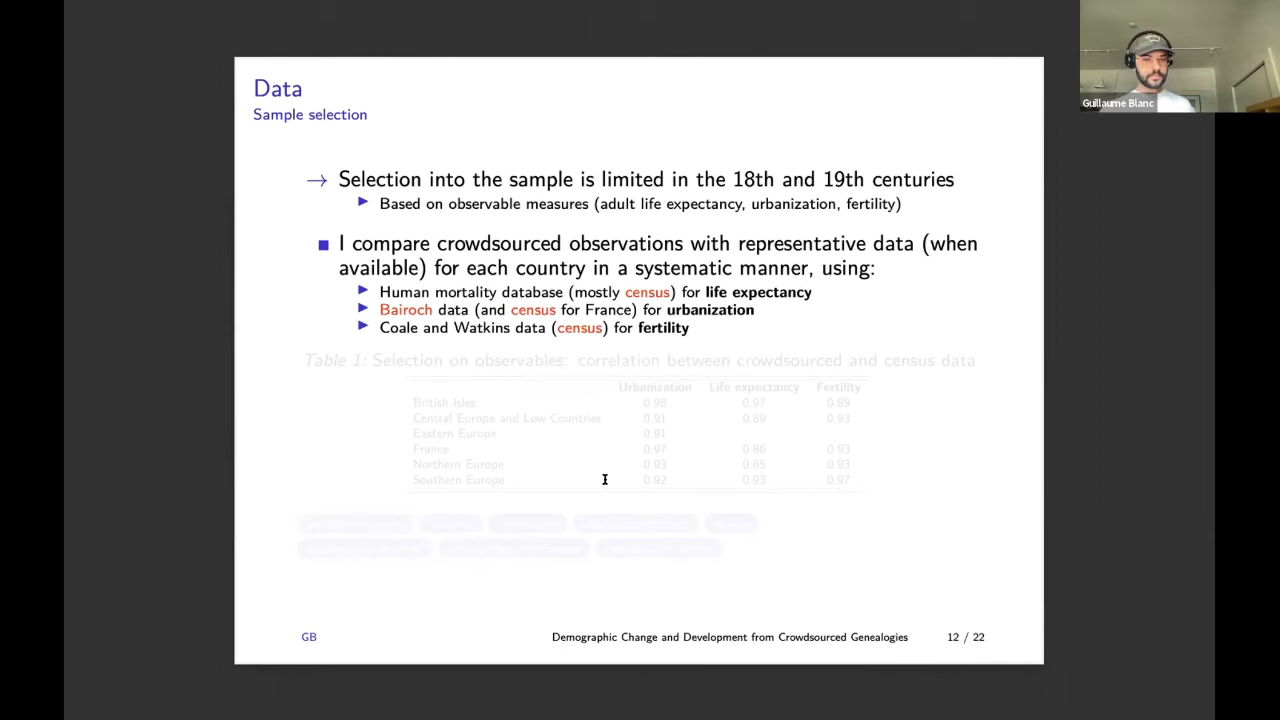 Guillaume Blanc
Data
Sample selection
→ Selection into the sample is limited in the 18th and 19th centuries
▶ Based on observable measures (adult life expectancy, urbanization, fertility)
■ I compare crowdsourced observations with representative data (when
available) for each country in a systematic manner, using:
▶ Human mortality database (mostly census) for life expectancy
▶ Bairoch data (and census for France) for urbanization
▶ Coale and Watkins data (census) for fertility
Table 1: Selection on observables: correlation between crowdsourced and census data
Urbanization Life expectancy Fertility
British Isles 0.98 0.97 0.89
Central Europe and Low Countries 0.91 0.89 0.93
Eastern Europe 0.91
France 0.97 0.86 0.93
Northern Europe 0.93 0.85 0.93
Southern Europe 0.92 0.93 0.97
GB Demographic Change and Development from Crowdsourced Genealogies 12 / 22